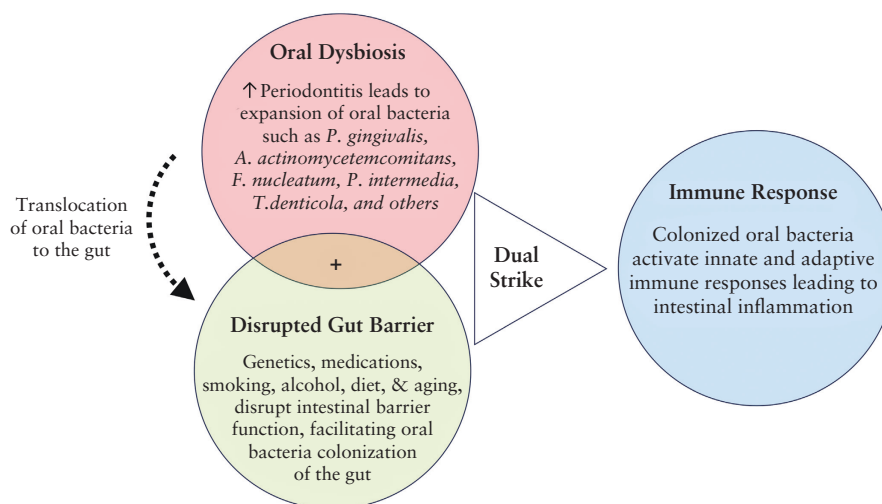 Oral Dysbiosis
↑ Periodontitis leads to
expansion of oral bacteria
such as P. gingivalis,
A. actinomycetemcomitans,
F. nucleatum, P. intermedia,
T.denticola, and others
Translocation
of oral bacteria
to the gut
+
Disrupted Gut Barrier
Genetics, medications,
smoking, alcohol, diet, & aging,
disrupt intestinal barrier
function, facilitating oral
bacteria colonization
of the gut
Dual
Strike
Immune Response
Colonized oral bacteria
activate innate and adaptive
immune responses leading to
intestinal inflammation